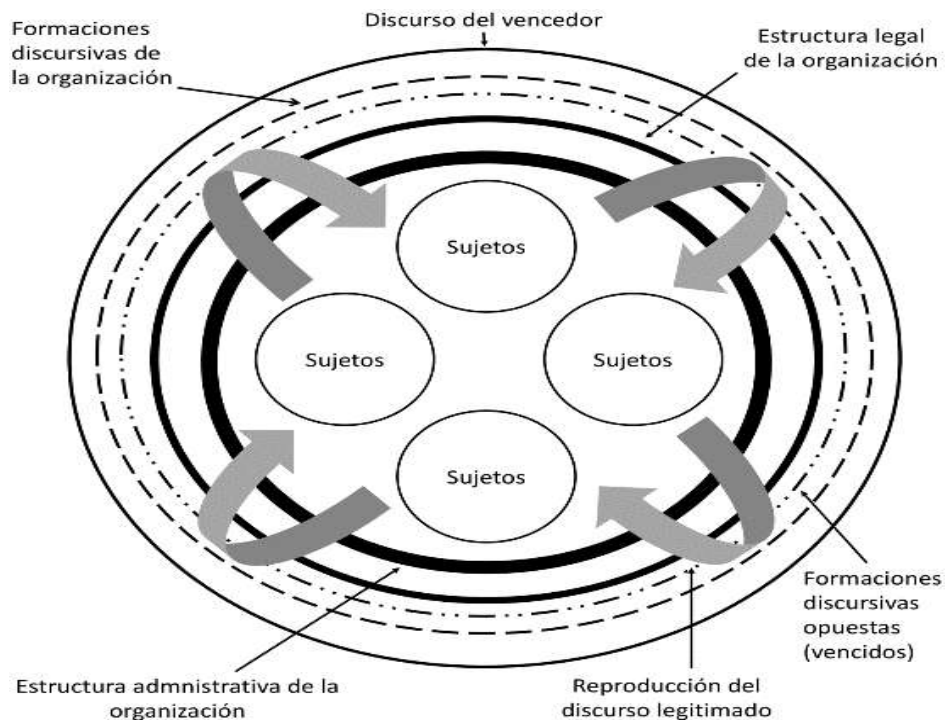 Formaciones
discursivas de
la organización
Discurso del vencedor
Estructura legal
de la organización
Sujetos
Sujetos
Sujetos
Sujetos
Formaciones
discursivas
opuestas
(vencidos)
Estructura admnistrativa de la
organización
Reproducción del
discurso legitimado